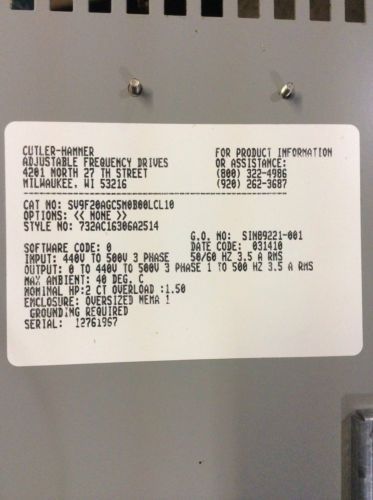 CUTLER-HAMMER
ADJUSTABLE FREQUENCY DRIVES
4201 NORTH 27 TH STREET
MILWAUKEE, WI 53216
FOR PRODUCT INFORMATION
OR ASSISTANCE:
(800) 322-4986
(920) 262-3687
CAT NO: SV9F20AGC5M0B00LCL10
OPTIONS: << NONE >>
STYLE NO: 732AC16306A2514
G.O. NO: SIN89221-001
SOFTWARE CODE: 0 DATE CODE: 031410
INPUT: 440V TO 500V 3 PHASE 50/60 HZ 3.5 A RMS
OUTPUT: 0 TO 440V TO 500V 3 PHASE 1 TO 500 HZ 3.5 A RMS
MAX AMBIENT: 40 DEG. C
NOMINAL HP:2 CT OVERLOAD :1.50
ENCLOSURE: OVERSIZED NEMA 1
GROUNDING REQUIRED
SERIAL: 12761967